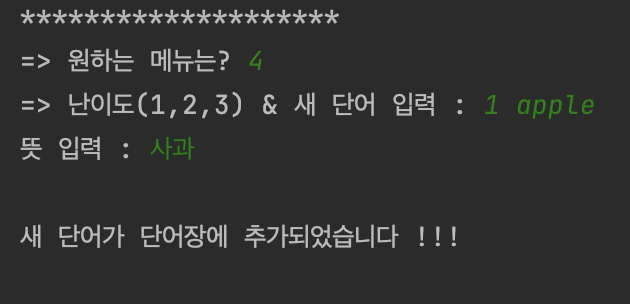 ********************
=> 원하는 메뉴는? 4
=> 난이도(1,2,3) & 새 단어 입력 : 1 apple
뜻 입력 : 사과
새 단어가 단어장에 추가되었습니다 !!!